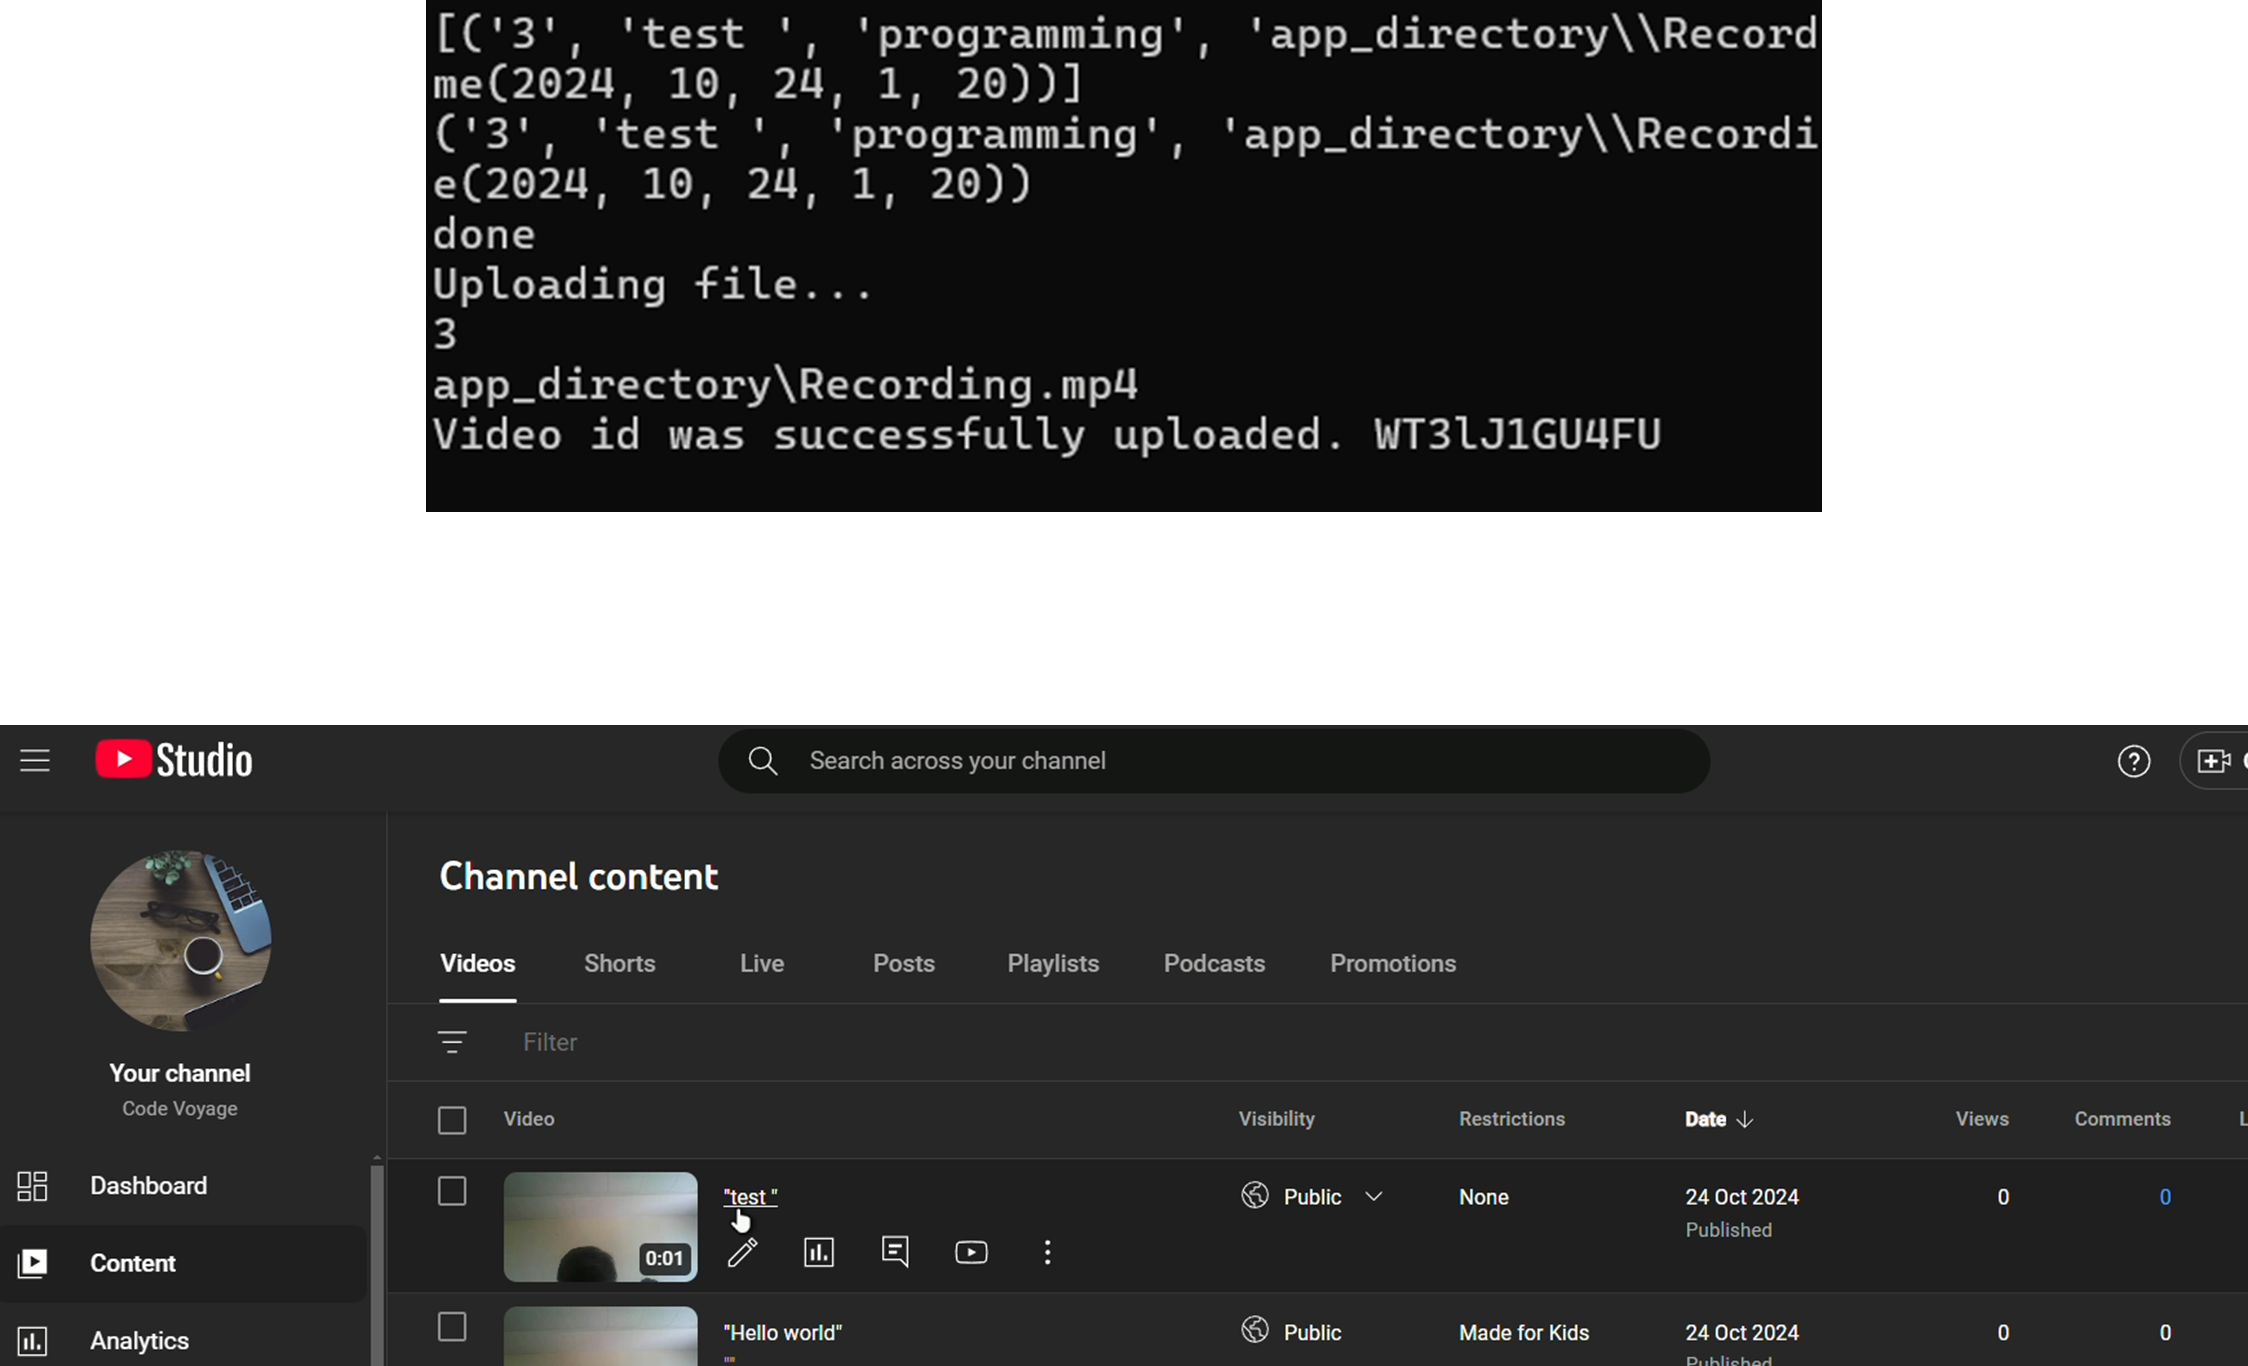 [('3', 'test ', 'programming', 'app_directory\\Record
me(2024, 10, 24, 1, 20))]
('3', 'test ', 'programming', 'app_directory\\Recordi
e(2024, 10, 24, 1, 20))
done
Uploading file...
3
app_directory\Recording.mp4
Video id was successfully uploaded. WT3lJ1GU4FU
Studio
Search across your channel
Channel content
Videos Shorts Live Posts Playlists Podcasts Promotions
Filter
Your channel
Code Voyage
Video Visibility Restrictions Date Views Comments
Dashboard
"test " Public None 24 Oct 2024 0 0
Published
0:01
Content
Analytics
"Hello world" Public Made for Kids 24 Oct 2024 0 0
""
Published